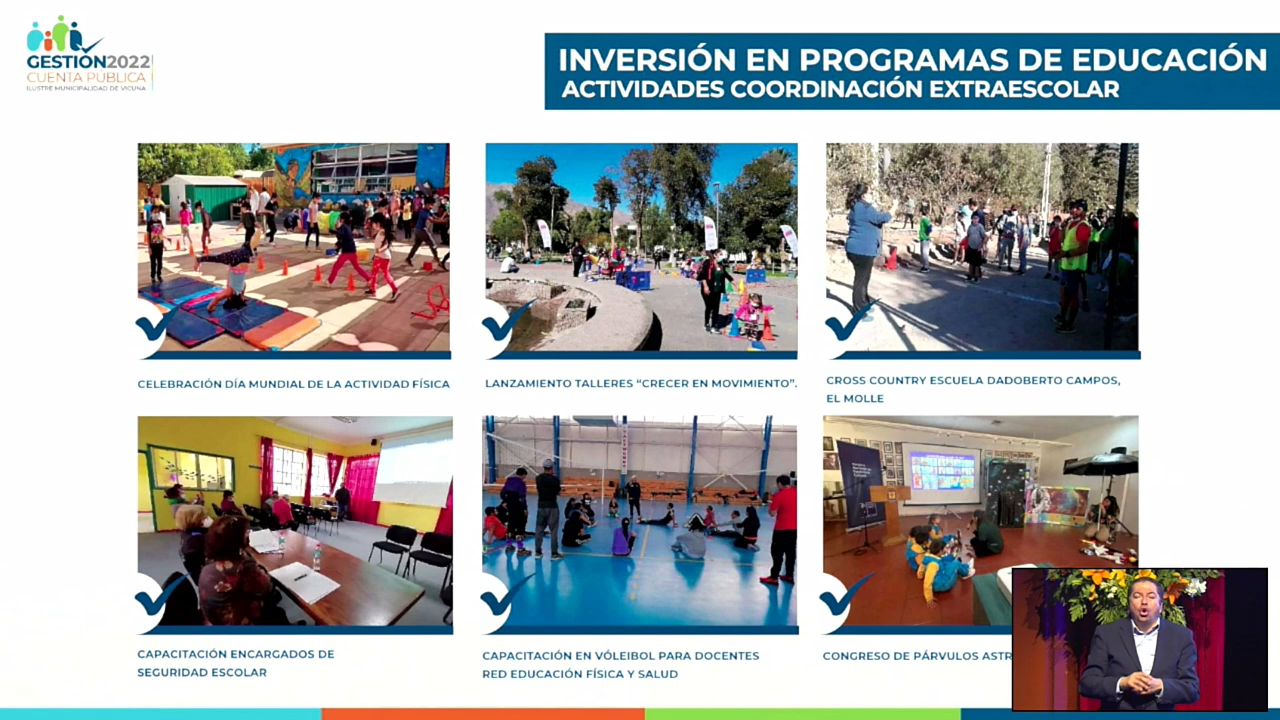 GESTIÓN2022
CUENTA PÚBLICA
ILUSTRE MUNICIPALIDAD DE VICUÑA
INVERSIÓN EN PROGRAMAS DE EDUCACIÓN
ACTIVIDADES COORDINACIÓN EXTRAESCOLAR
CELEBRACIÓN DÍA MUNDIAL DE LA ACTIVIDAD FÍSICA
LANZAMIENTO TALLERES “CRECER EN MOVIMIENTO”.
CROSS COUNTRY ESCUELA DADOBERTO CAMPOS,
EL MOLLE
CAPACITACIÓN ENCARGADOS DE
SEGURIDAD ESCOLAR
CAPACITACIÓN EN VÓLEIBOL PARA DOCENTES
RED EDUCACIÓN FÍSICA Y SALUD
CONGRESO DE PÁRVULOS ASTR